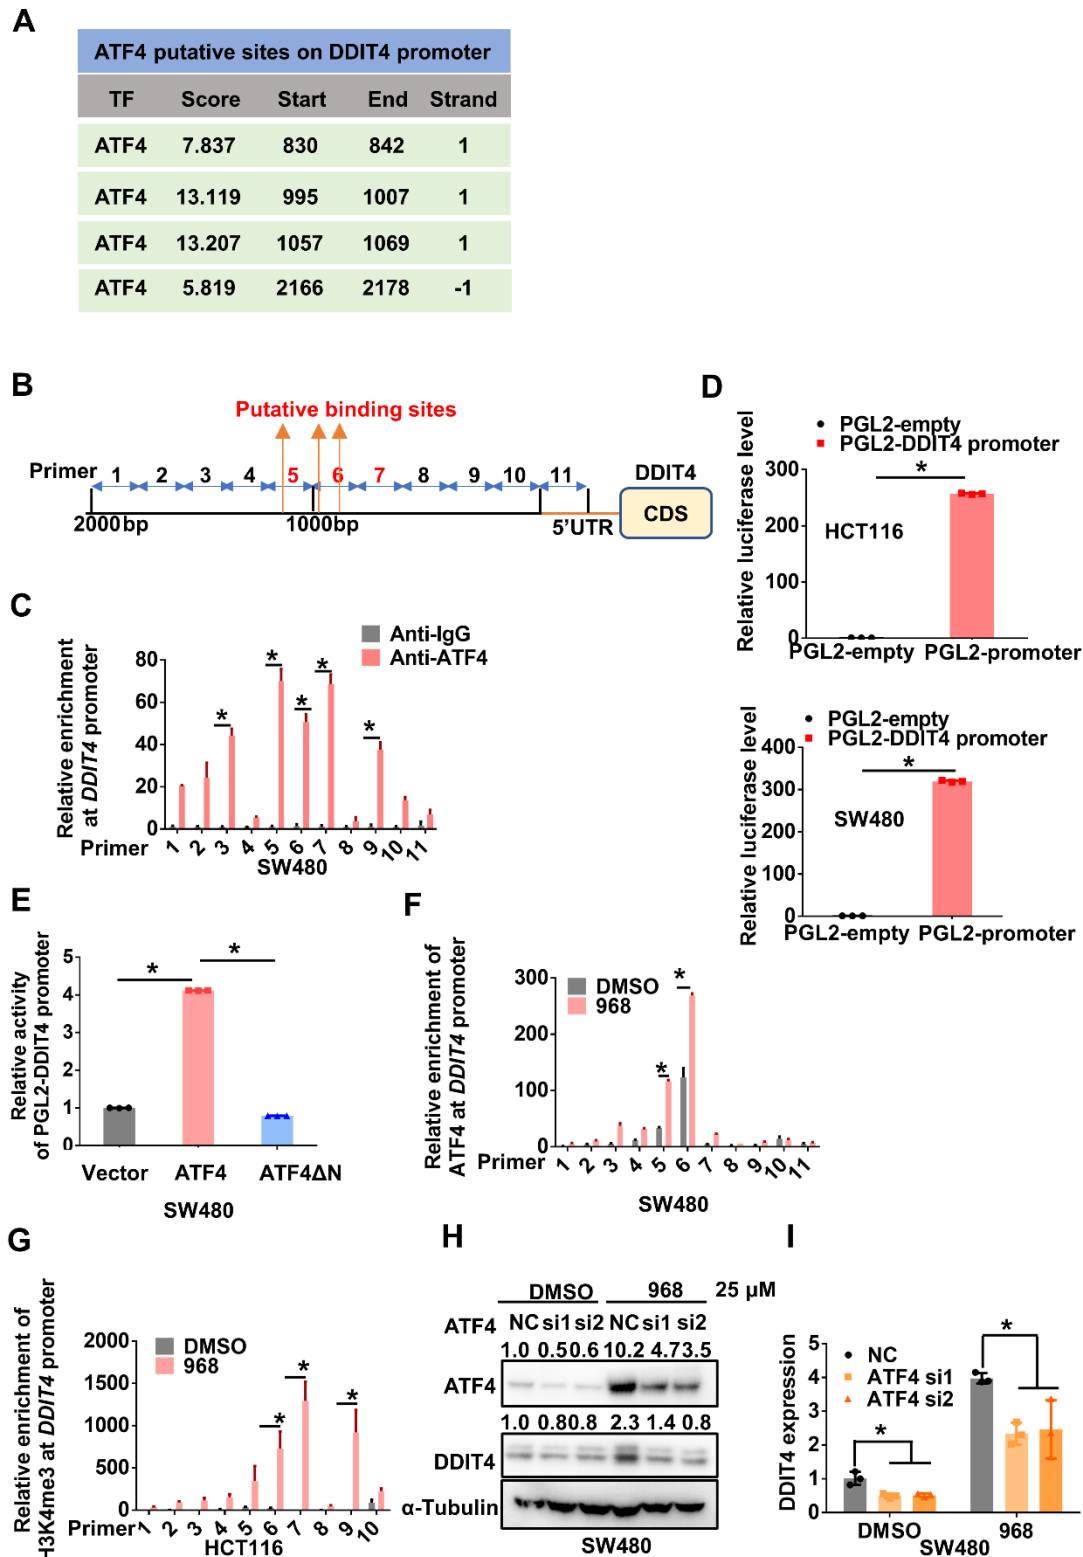 A
ATF4 putative sites on DDIT4 promoter
TF Score Start End Strand
ATF4 7.837 830 842 1
ATF4 13.119 995 1007 1
ATF4 13.207 1057 1069 1
ATF4 5.819 2166 2178 -1
B
Putative binding sites
Primer 1 2 3 4 5 6 7 8 9 10 11
DDIT4
CDS
2000bp 1000bp 5'UTR
C
Anti-IgG
Anti-ATF4
Relative enrichment
at DDIT4 promoter
80
60
40
20
0
* * * * *
Primer 1 2 3 4 5 6 7 8 9 10 11
SW480
D
PGL2-empty
PGL2-DDIT4 promoter
Relative luciferase level
300
200
100
0
*
HCT116
PGL2-empty PGL2-promoter
PGL2-empty
PGL2-DDIT4 promoter
Relative luciferase level
400
300
200
100
0
*
SW480
PGL2-empty PGL2-promoter
E
Relative activity
of PGL2-DDIT4 promoter
5
4
3
2
1
0
* *
Vector ATF4 ATF4ΔN
SW480
F
DMSO
968
Relative enrichment of
ATF4 at DDIT4 promoter
300
200
100
0
* *
Primer 1 2 3 4 5 6 7 8 9 10 11
SW480
G
DMSO
968
Relative enrichment of
H3K4me3 at DDIT4 promoter
2000
1500
1000
500
0
* * *
Primer 1 2 3 4 5 6 7 8 9 10
HCT116
H
DMSO 968 25 μM
ATF4 NC si1 si2 NC si1 si2
1.0 0.5 0.6 10.2 4.7 3.5
ATF4
1.0 0.8 0.8 2.3 1.4 0.8
DDIT4
α-Tubulin
SW480
I
NC
ATF4 si1
ATF4 si2
DDIT4 expression
5
4
3
2
1
0
* *
DMSO 968
SW480